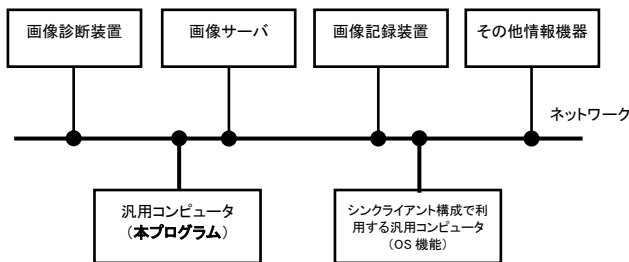 画像診断装置
画像サーバ
画像記録装置
その他情報機器
ネットワーク
汎用コンピュータ
（本プログラム）
シンクライアント構成で利
用する汎用コンピュータ
（OS 機能）